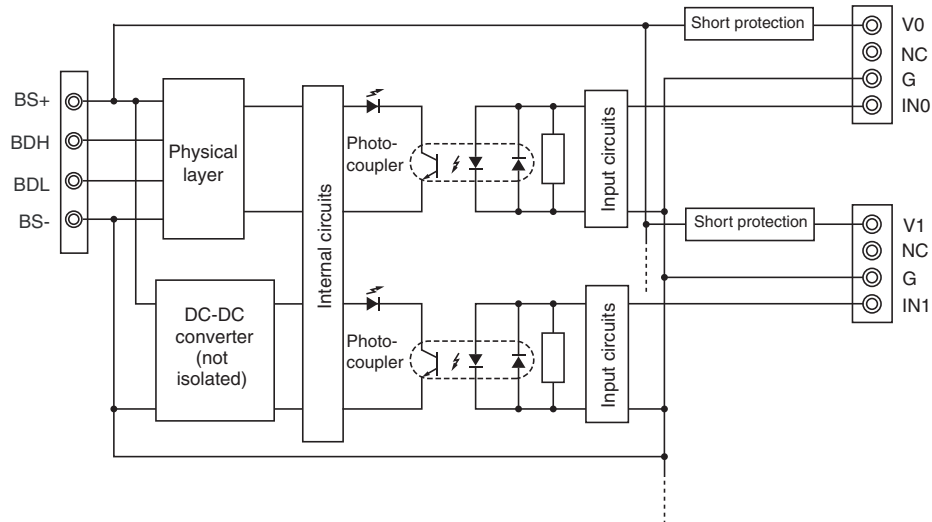 Short protection
V0
NC
G
IN0
BS+
BDH
BDL
BS-
Physical
layer
Internal circuits
Photo-
coupler
Input circuits
Short protection
V1
NC
G
IN1
DC-DC
converter
(not
isolated)
Photo-
coupler
Input circuits